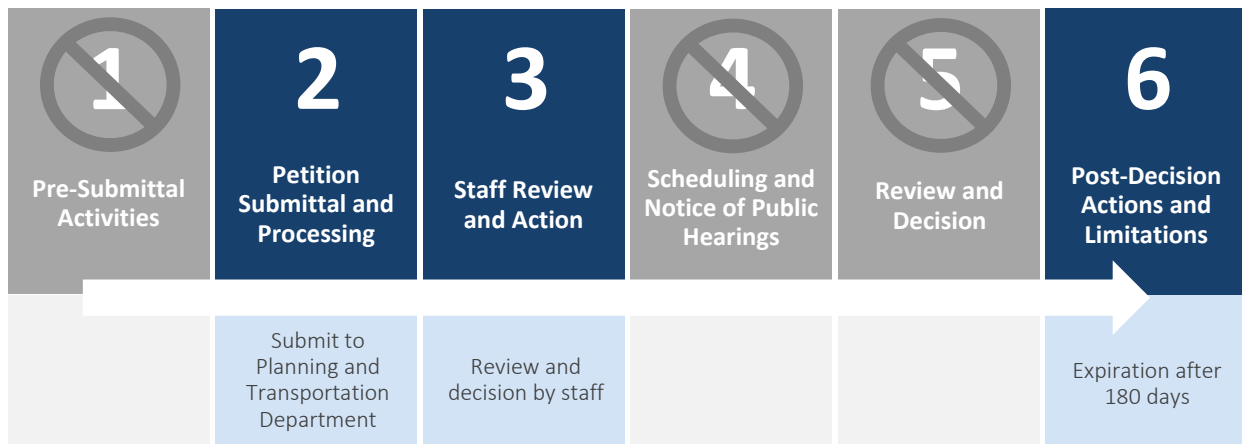 1
Pre-Submittal
Activities
2
Petition
Submittal and
Processing
3
Staff Review
and Action
4
Scheduling and
Notice of Public
Hearings
5
Review and
Decision
6
Post-Decision
Actions and
Limitations
Submit to
Planning and
Transportation
Department
Review and
decision by staff
Expiration after
180 days